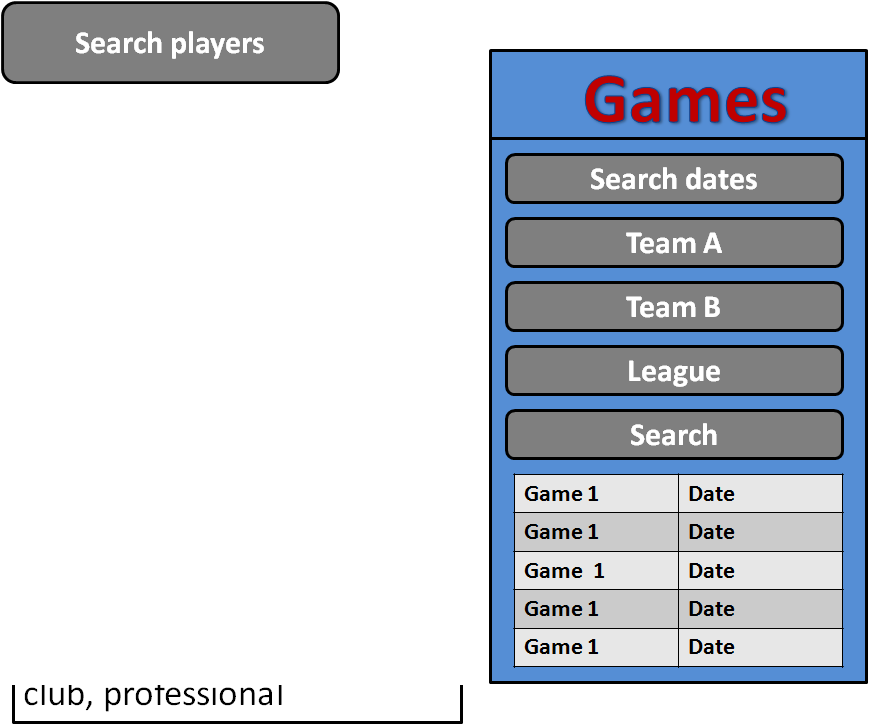 Search players
Games
Search dates
Team A
Team B
League
Search
Game 1 Date
Game 1 Date
Game 1 Date
Game 1 Date
Game 1 Date
club, professional